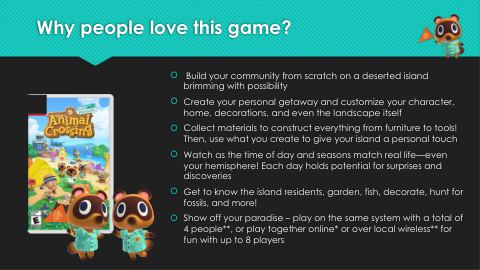 Why people love this game?
Build your community from scratch on a deserted island
brimming with possibility
Create your personal getaway and customize your character,
home, decorations, and even the landscape itself
Collect materials to construct everything from furniture to tools!
Then, use what you create to give your island a personal touch
Watch as the time of day and seasons match real life—even
your hemisphere! Each day holds potential for surprises and
discoveries
Get to know the island residents, garden, fish, decorate, hunt for
fossils, and more!
Show off your paradise – play on the same system with a total of
4 people**, or play together online* or over local wireless** for
fun with up to 8 players
Animal
Crossing
E